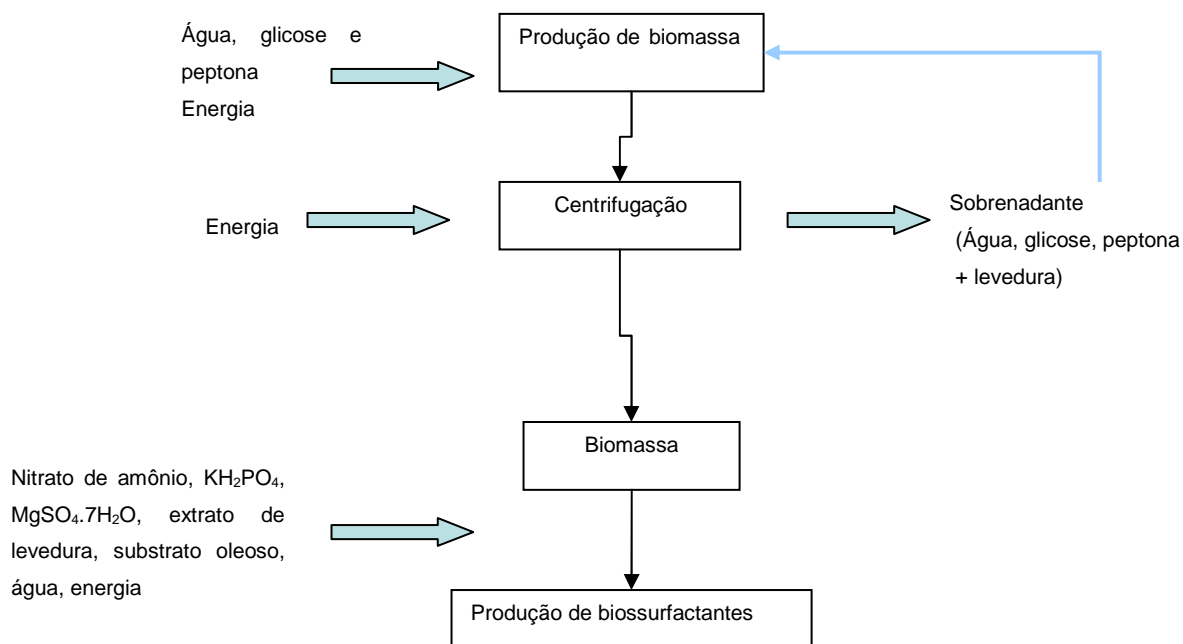 Água, glicose e
peptona
Energia
Produção de biomassa
Energia
Centrifugação
Sobrenadante
(Água, glicose, peptona
+ levedura)
Biomassa
Nitrato de amônio, KH₂PO₄,
MgSO₄.7H₂O, extrato de
levedura, substrato oleoso,
água, energia
Produção de biossurfactantes